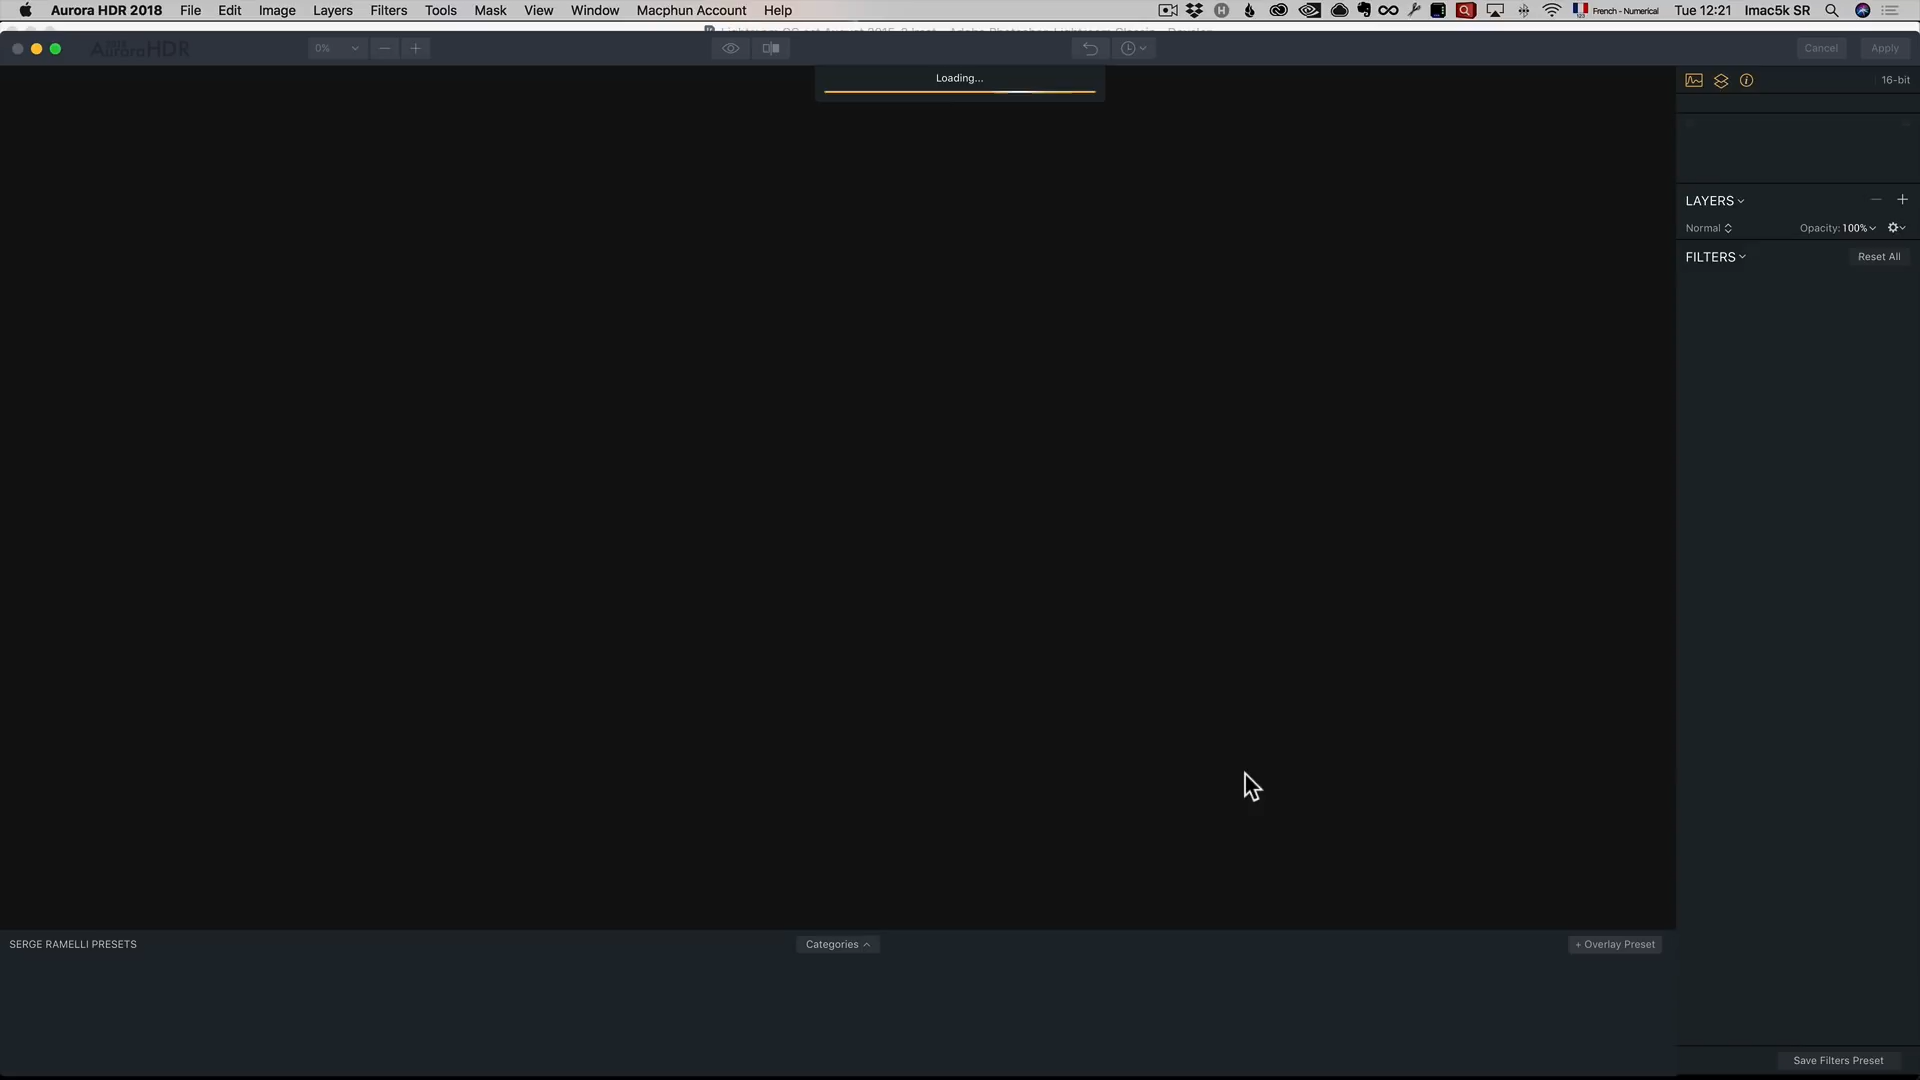 Aurora HDR 2018 File Edit Image Layers Filters Tools Mask View Window Macphun Account Help French - Numerical Tue 12:21 Imac5k SR
AuroraHDR 0% Cancel Apply
Loading...
16-bit
LAYERS
Normal Opacity: 100%
FILTERS Reset All
SERGE RAMELLI PRESETS Categories + Overlay Preset
Save Filters Preset